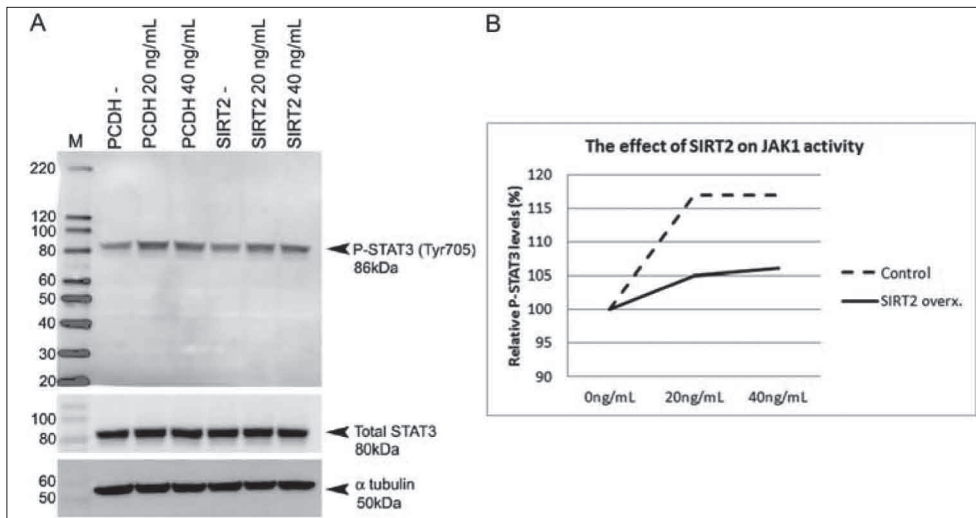 A
M
PCDH -
PCDH 20 ng/mL
PCDH 40 ng/mL
SIRT2 -
SIRT2 20 ng/mL
SIRT2 40 ng/mL
220
120
100
80
60
50
40
30
20
P-STAT3 (Tyr705)
86kDa
100
80
Total STAT3
80kDa
60
50
α tubulin
50kDa
B
The effect of SIRT2 on JAK1 activity
Relative P-STAT3 levels (%)
120
115
110
105
100
95
90
0ng/mL 20ng/mL 40ng/mL
Control
SIRT2 overx.